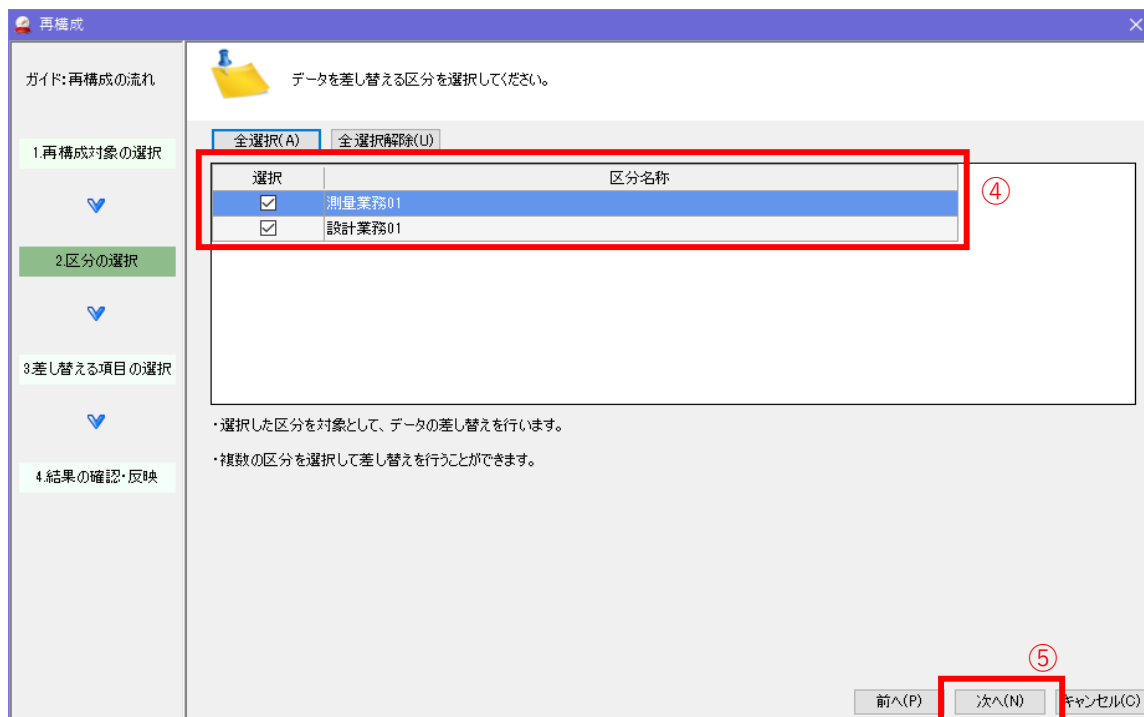 再構成
ガイド:再構成の流れ
1.再構成対象の選択
2.区分の選択
3.差し替える項目の選択
4.結果の確認・反映
データを差し替える区分を選択してください。
全選択(A) 全選択解除(U)
選択 区分名称
測量業務01
設計業務01
④
・選択した区分を対象として、データの差し替えを行います。
・複数の区分を選択して差し替えを行うことができます。
⑤
前へ(P) 次へ(N) キャンセル(C)